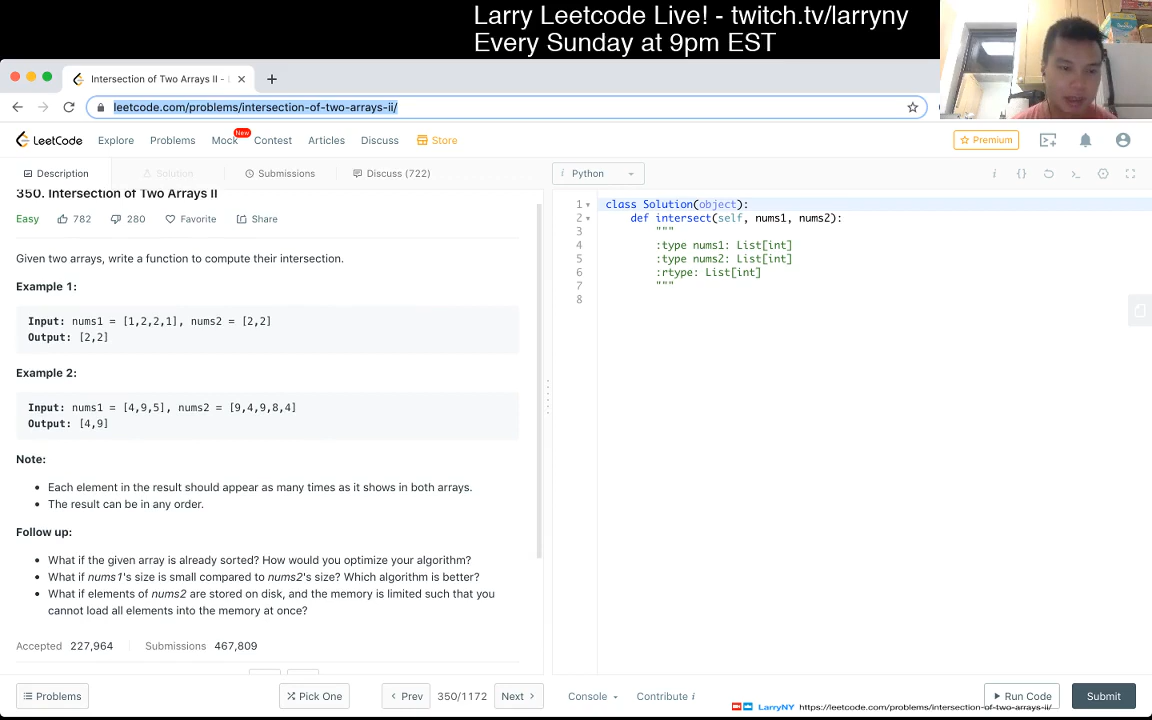 Larry Leetcode Live! - twitch.tv/larryny
Every Sunday at 9pm EST
Intersection of Two Arrays II -
leetcode.com/problems/intersection-of-two-arrays-ii/
LeetCode Explore Problems Mock New Contest Articles Discuss Store Premium
Description Solution Submissions Discuss (722) i Python i {}
350. Intersection of Two Arrays II
Easy 782 280 Favorite Share
Given two arrays, write a function to compute their intersection.
Example 1:
Input: nums1 = [1,2,2,1], nums2 = [2,2]
Output: [2,2]
Example 2:
Input: nums1 = [4,9,5], nums2 = [9,4,9,8,4]
Output: [4,9]
Note:
• Each element in the result should appear as many times as it shows in both arrays.
• The result can be in any order.
Follow up:
• What if the given array is already sorted? How would you optimize your algorithm?
• What if nums1's size is small compared to nums2's size? Which algorithm is better?
• What if elements of nums2 are stored on disk, and the memory is limited such that you
cannot load all elements into the memory at once?
Accepted 227,964 Submissions 467,809
1 class Solution(object):
2 def intersect(self, nums1, nums2):
3 """
4 :type nums1: List[int]
5 :type nums2: List[int]
6 :rtype: List[int]
7 """
8
Problems Pick One < Prev 350/1172 Next > Console Contribute i Run Code Submit
LarryNY https://leetcode.com/problems/intersection-of-two-arrays-ii/